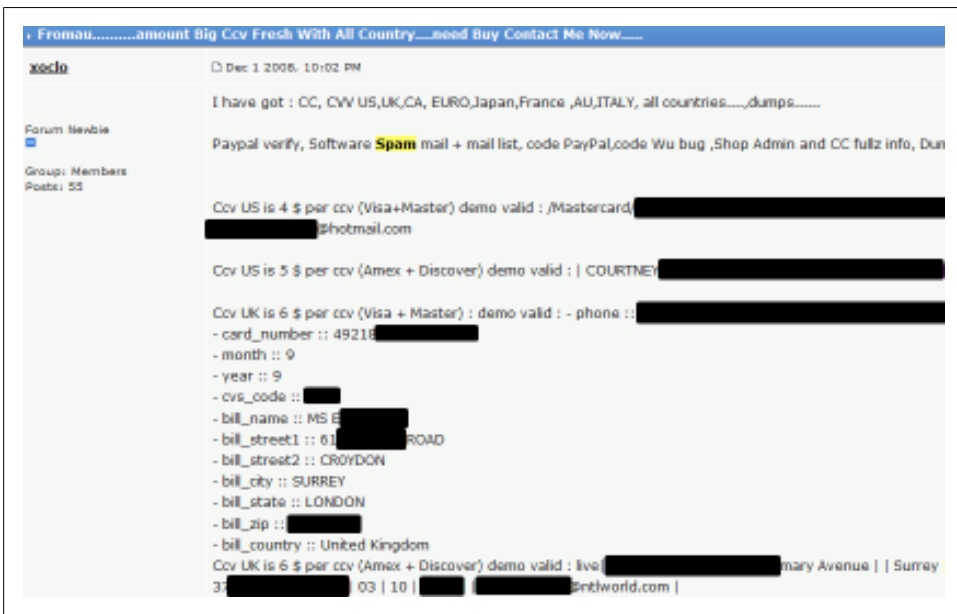 Fromau..........amount Big Ccv Fresh With All Country.....need Buy Contact Me Now.....
xoclo
Dec 1 2008, 10:02 PM
Forum Newbie
Group: Members
Posts: 55
I have got : CC, CVV US,UK,CA, EURO,Japan,France ,AU,ITALY, all countries....,dumps.......
Paypal verify, Software Spam mail + mail list, code PayPal,code Wu bug ,Shop Admin and CC fullz info,
Ccv US is 4 $ per ccv (Visa+Master) demo valid : /Mastercard/
@hotmail.com
Ccv US is 5 $ per ccv (Amex + Discover) demo valid : | COURTNEY
Ccv UK is 6 $ per ccv (Visa + Master) : demo valid : - phone ::
- card_number :: 49218
- month :: 9
- year :: 9
- cvs_code ::
- bill_name :: MS E
- bill_street1 :: 61 ROAD
- bill_street2 :: CROYDON
- bill_city :: SURREY
- bill_state :: LONDON
- bill_zip ::
- bill_country :: United Kingdom
Ccv UK is 6 $ per ccv (Amex + Discover) demo valid : live| mary Avenue | | Surrey
37 | 03 | 10 | | @ntlworld.com |